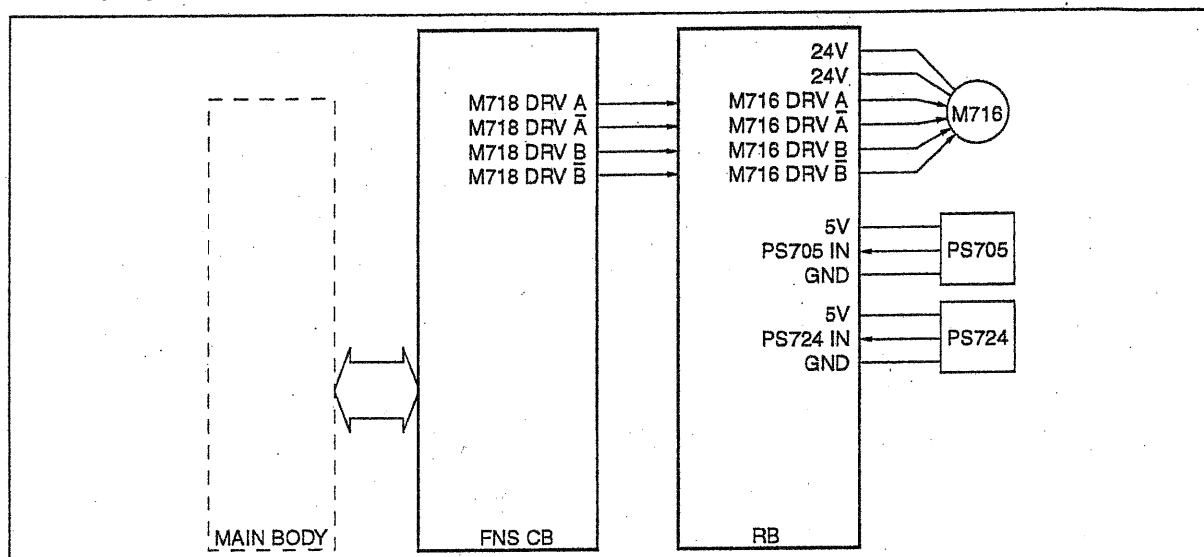 24V
24V
M718 DRV A
M716 DRV A
M716
M718 DRV A̅
M716 DRV A̅
M718 DRV B
M716 DRV B
M718 DRV B̅
M716 DRV B̅
5V
PS705 IN
PS705
GND
5V
PS724 IN
PS724
GND
MAIN BODY
FNS CB
RB